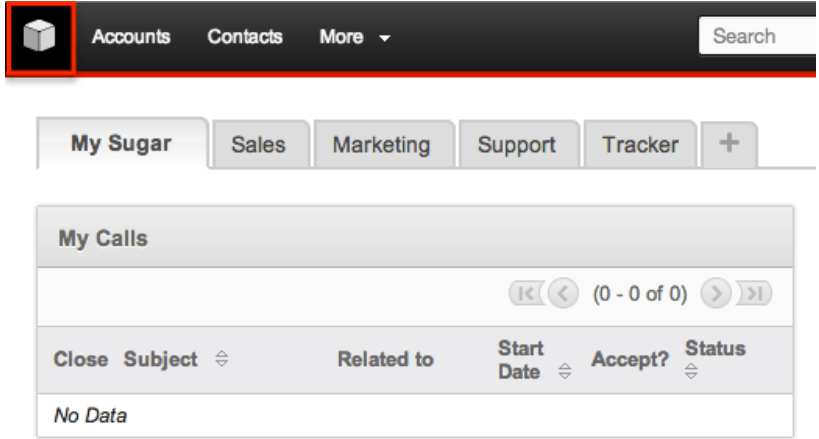 Accounts Contacts More Search
My Sugar Sales Marketing Support Tracker +
My Calls
(0 - 0 of 0)
Close Subject Related to Start Date Accept? Status
No Data